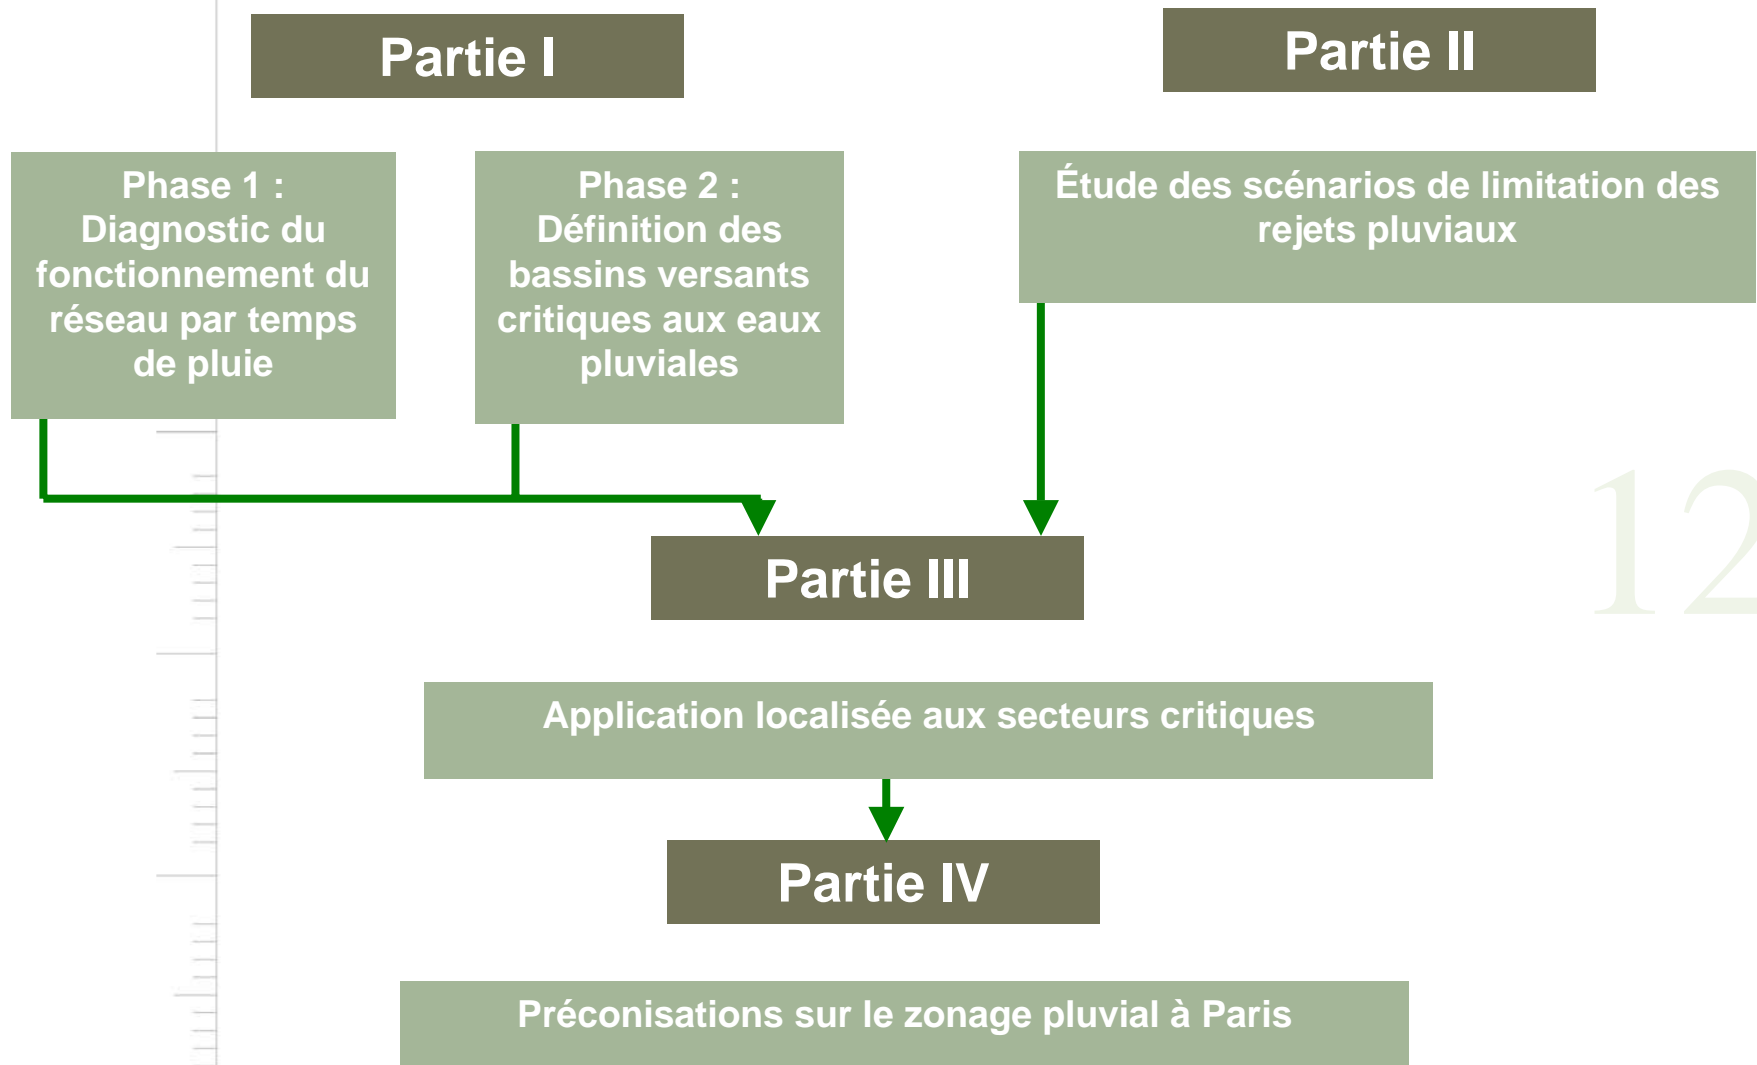 Partie I
Partie II
Phase 1 :
Diagnostic du
fonctionnement du
réseau par temps
de pluie
Phase 2 :
Définition des
bassins versants
critiques aux eaux
pluviales
Étude des scénarios de limitation des
rejets pluviaux
12
Partie III
Application localisée aux secteurs critiques
Partie IV
Préconisations sur le zonage pluvial à Paris